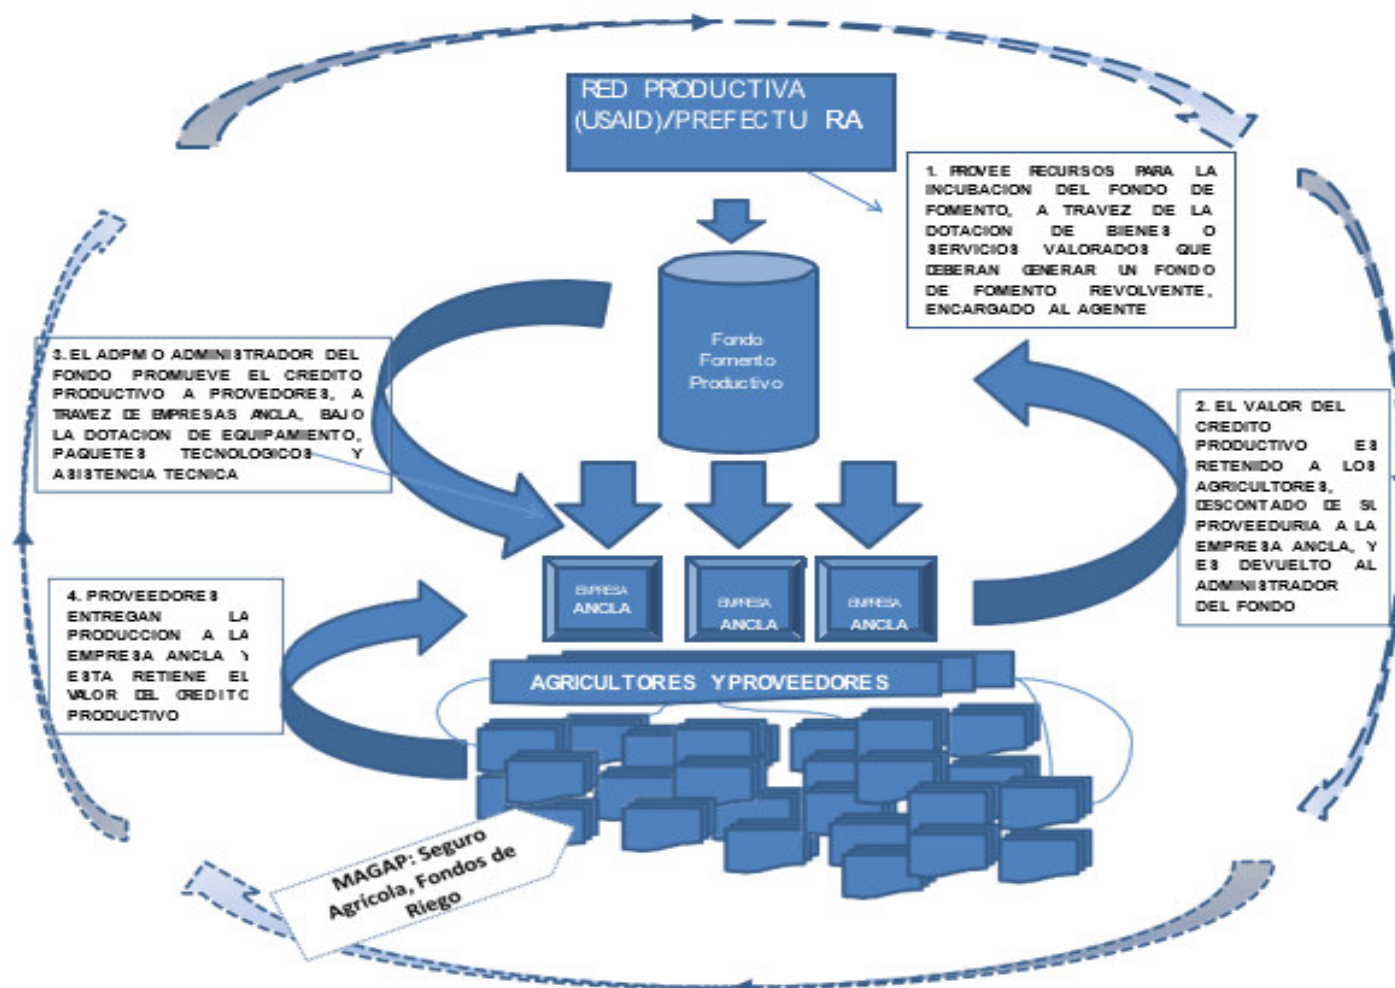 RED PRODUCTIVA
(USAID)/PREFECTU RA
1. PROVEE RECURSOS PARA LA
INCUBACION DEL FONDO DE
FOMENTO, A TRAVEZ DE LA
DOTACION DE BIENES O
SERVICIOS VALORADOS QUE
DEBERAN GENERAR UN FONDO
DE FOMENTO REVOLVENTE,
ENCARGADO AL AGENTE
Fondo
Fomento
Productivo
3. EL ADPM O ADMINISTRADOR DEL
FONDO PROMUEVE EL CREDITO
PRODUCTIVO A PROVEDORES, A
TRAVEZ DE EMPRESAS ANCLA, BAJO
LA DOTACION DE EQUIPAMIENTO,
PAQUETES TECNOLOGICOS Y
ASISTENCIA TECNICA
2. EL VALOR DEL
CREDITO
PRODUCTIVO ES
RETENIDO A LOS
AGRICULTORES,
DESCONTADO DE SU
PROVEEDURIA A LA
EMPRESA ANCLA, Y
ES DEVUELTO AL
ADMINISTRADOR
DEL FONDO
EMPRESA
ANCLA
EMPRESA
ANCLA
EMPRESA
ANCLA
4. PROVEEDORES
ENTREGAN LA
PRODUCCION A LA
EMPRESA ANCLA Y
ESTA RETIENE EL
VALOR DEL CREDITO
PRODUCTIVO
AGRICULTORES Y PROVEEDORES
MAGAP: Seguro
Agrícola, Fondos de
Riego